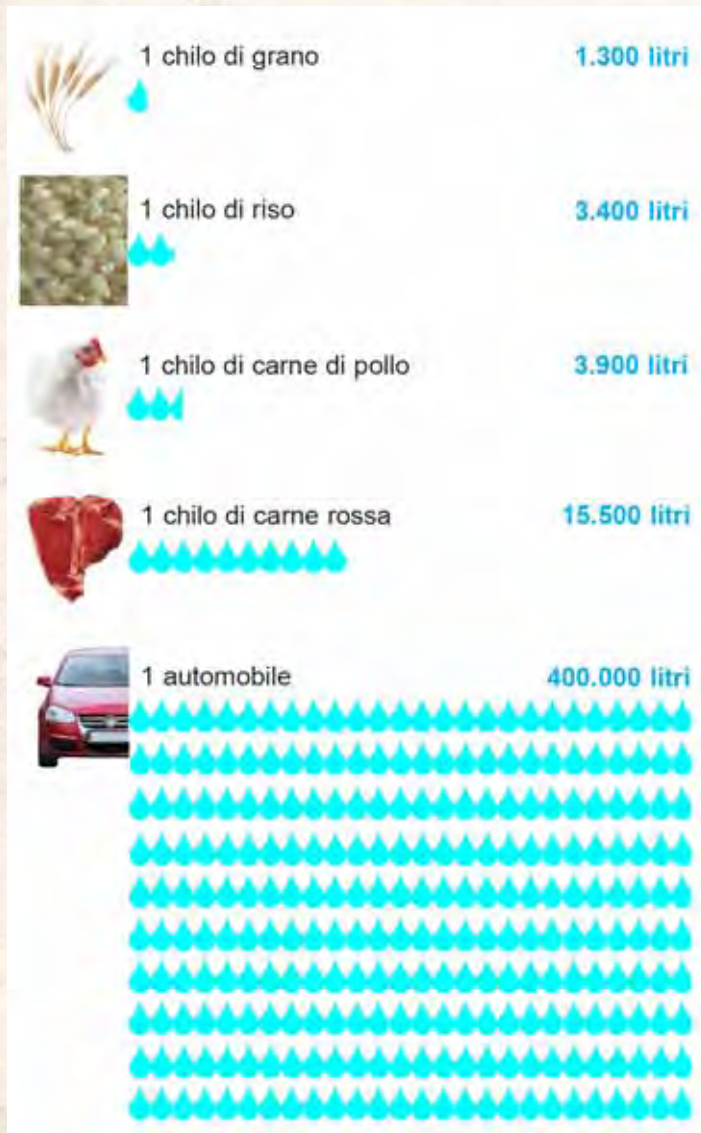 1 chilo di grano 1.300 litri
1 chilo di riso 3.400 litri
1 chilo di carne di pollo 3.900 litri
1 chilo di carne rossa 15.500 litri
1 automobile 400.000 litri